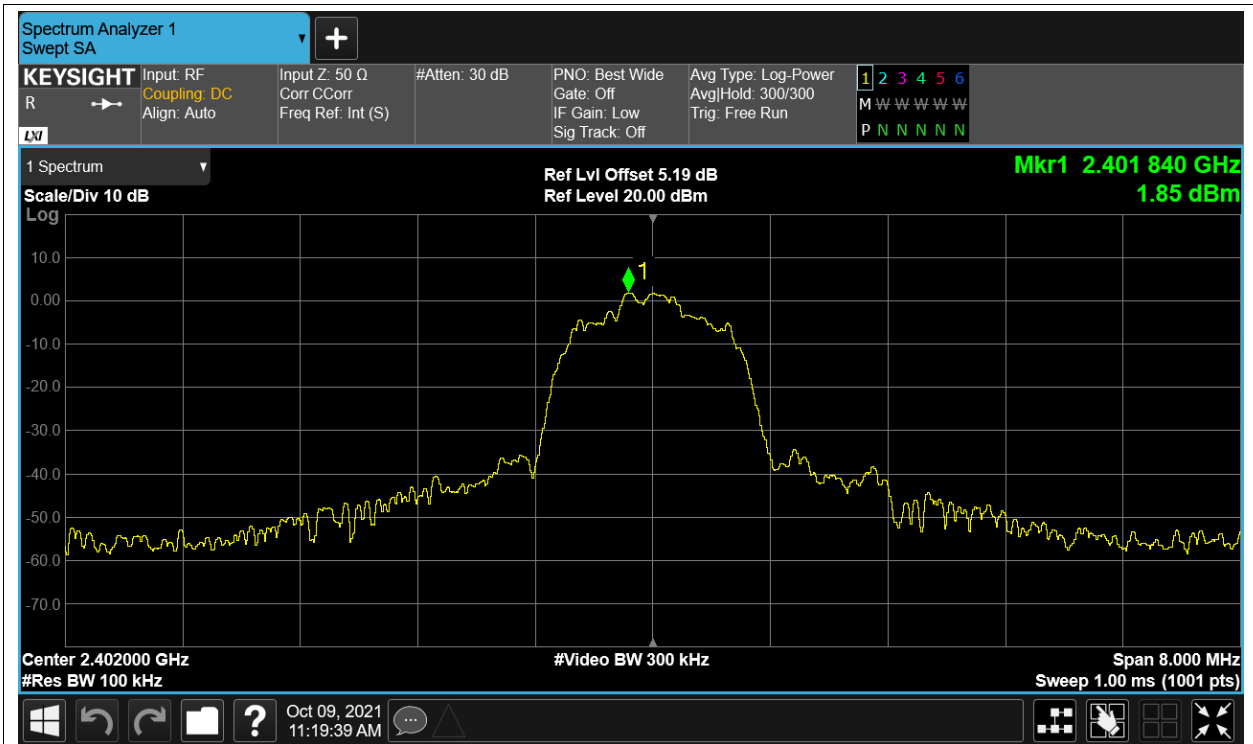 Spectrum Analyzer 1
Swept SA
KEYSIGHT
R
LXI
Input: RF
Coupling: DC
Align: Auto
Input Z: 50 Ω
Corr CCorr
Freq Ref: Int (S)
#Atten: 30 dB
PNO: Best Wide
Gate: Off
IF Gain: Low
Sig Track: Off
Avg Type: Log-Power
Avg|Hold: 300/300
Trig: Free Run
1 2 3 4 5 6
M W W W W W
P N N N N N
1 Spectrum
Scale/Div 10 dB
Log
Ref Lvl Offset 5.19 dB
Ref Level 20.00 dBm
Mkr1 2.401 840 GHz
1.85 dBm
1
10.0
0.00
-10.0
-20.0
-30.0
-40.0
-50.0
-60.0
-70.0
Center 2.402000 GHz
#Res BW 100 kHz
#Video BW 300 kHz
Span 8.000 MHz
Sweep 1.00 ms (1001 pts)
?
Oct 09, 2021
11:19:39 AM